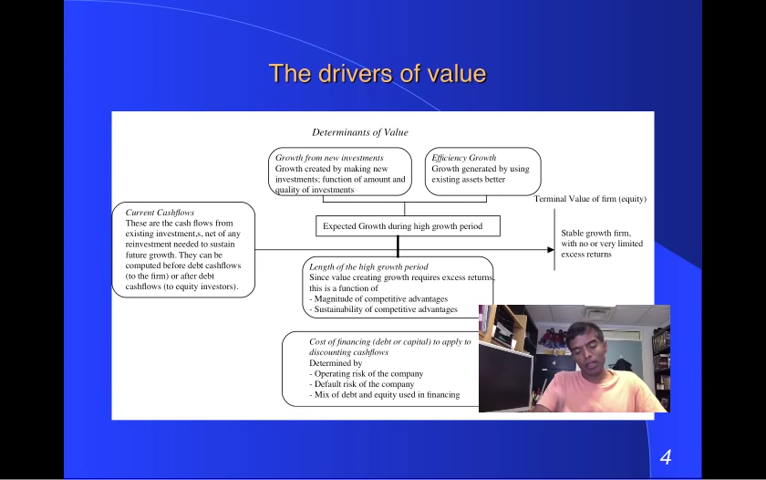 The drivers of value
Determinants of Value
Growth from new investments
Growth created by making new
investments; function of amount and
quality of investments
Efficiency Growth
Growth generated by using
existing assets better
Terminal Value of firm (equity)
Current Cashflows
These are the cash flows from
existing investment,s, net of any
reinvestment needed to sustain
future growth. They can be
computed before debt cashflows
(to the firm) or after debt
cashflows (to equity investors).
Expected Growth during high growth period
Stable growth firm,
with no or very limited
excess returns
Length of the high growth period
Since value creating growth requires excess returns,
this is a function of
- Magnitude of competitive advantages
- Sustainability of competitive advantages
Cost of financing (debt or capital) to apply to
discounting cashflows
Determined by
- Operating risk of the company
- Default risk of the company
- Mix of debt and equity used in financing
4